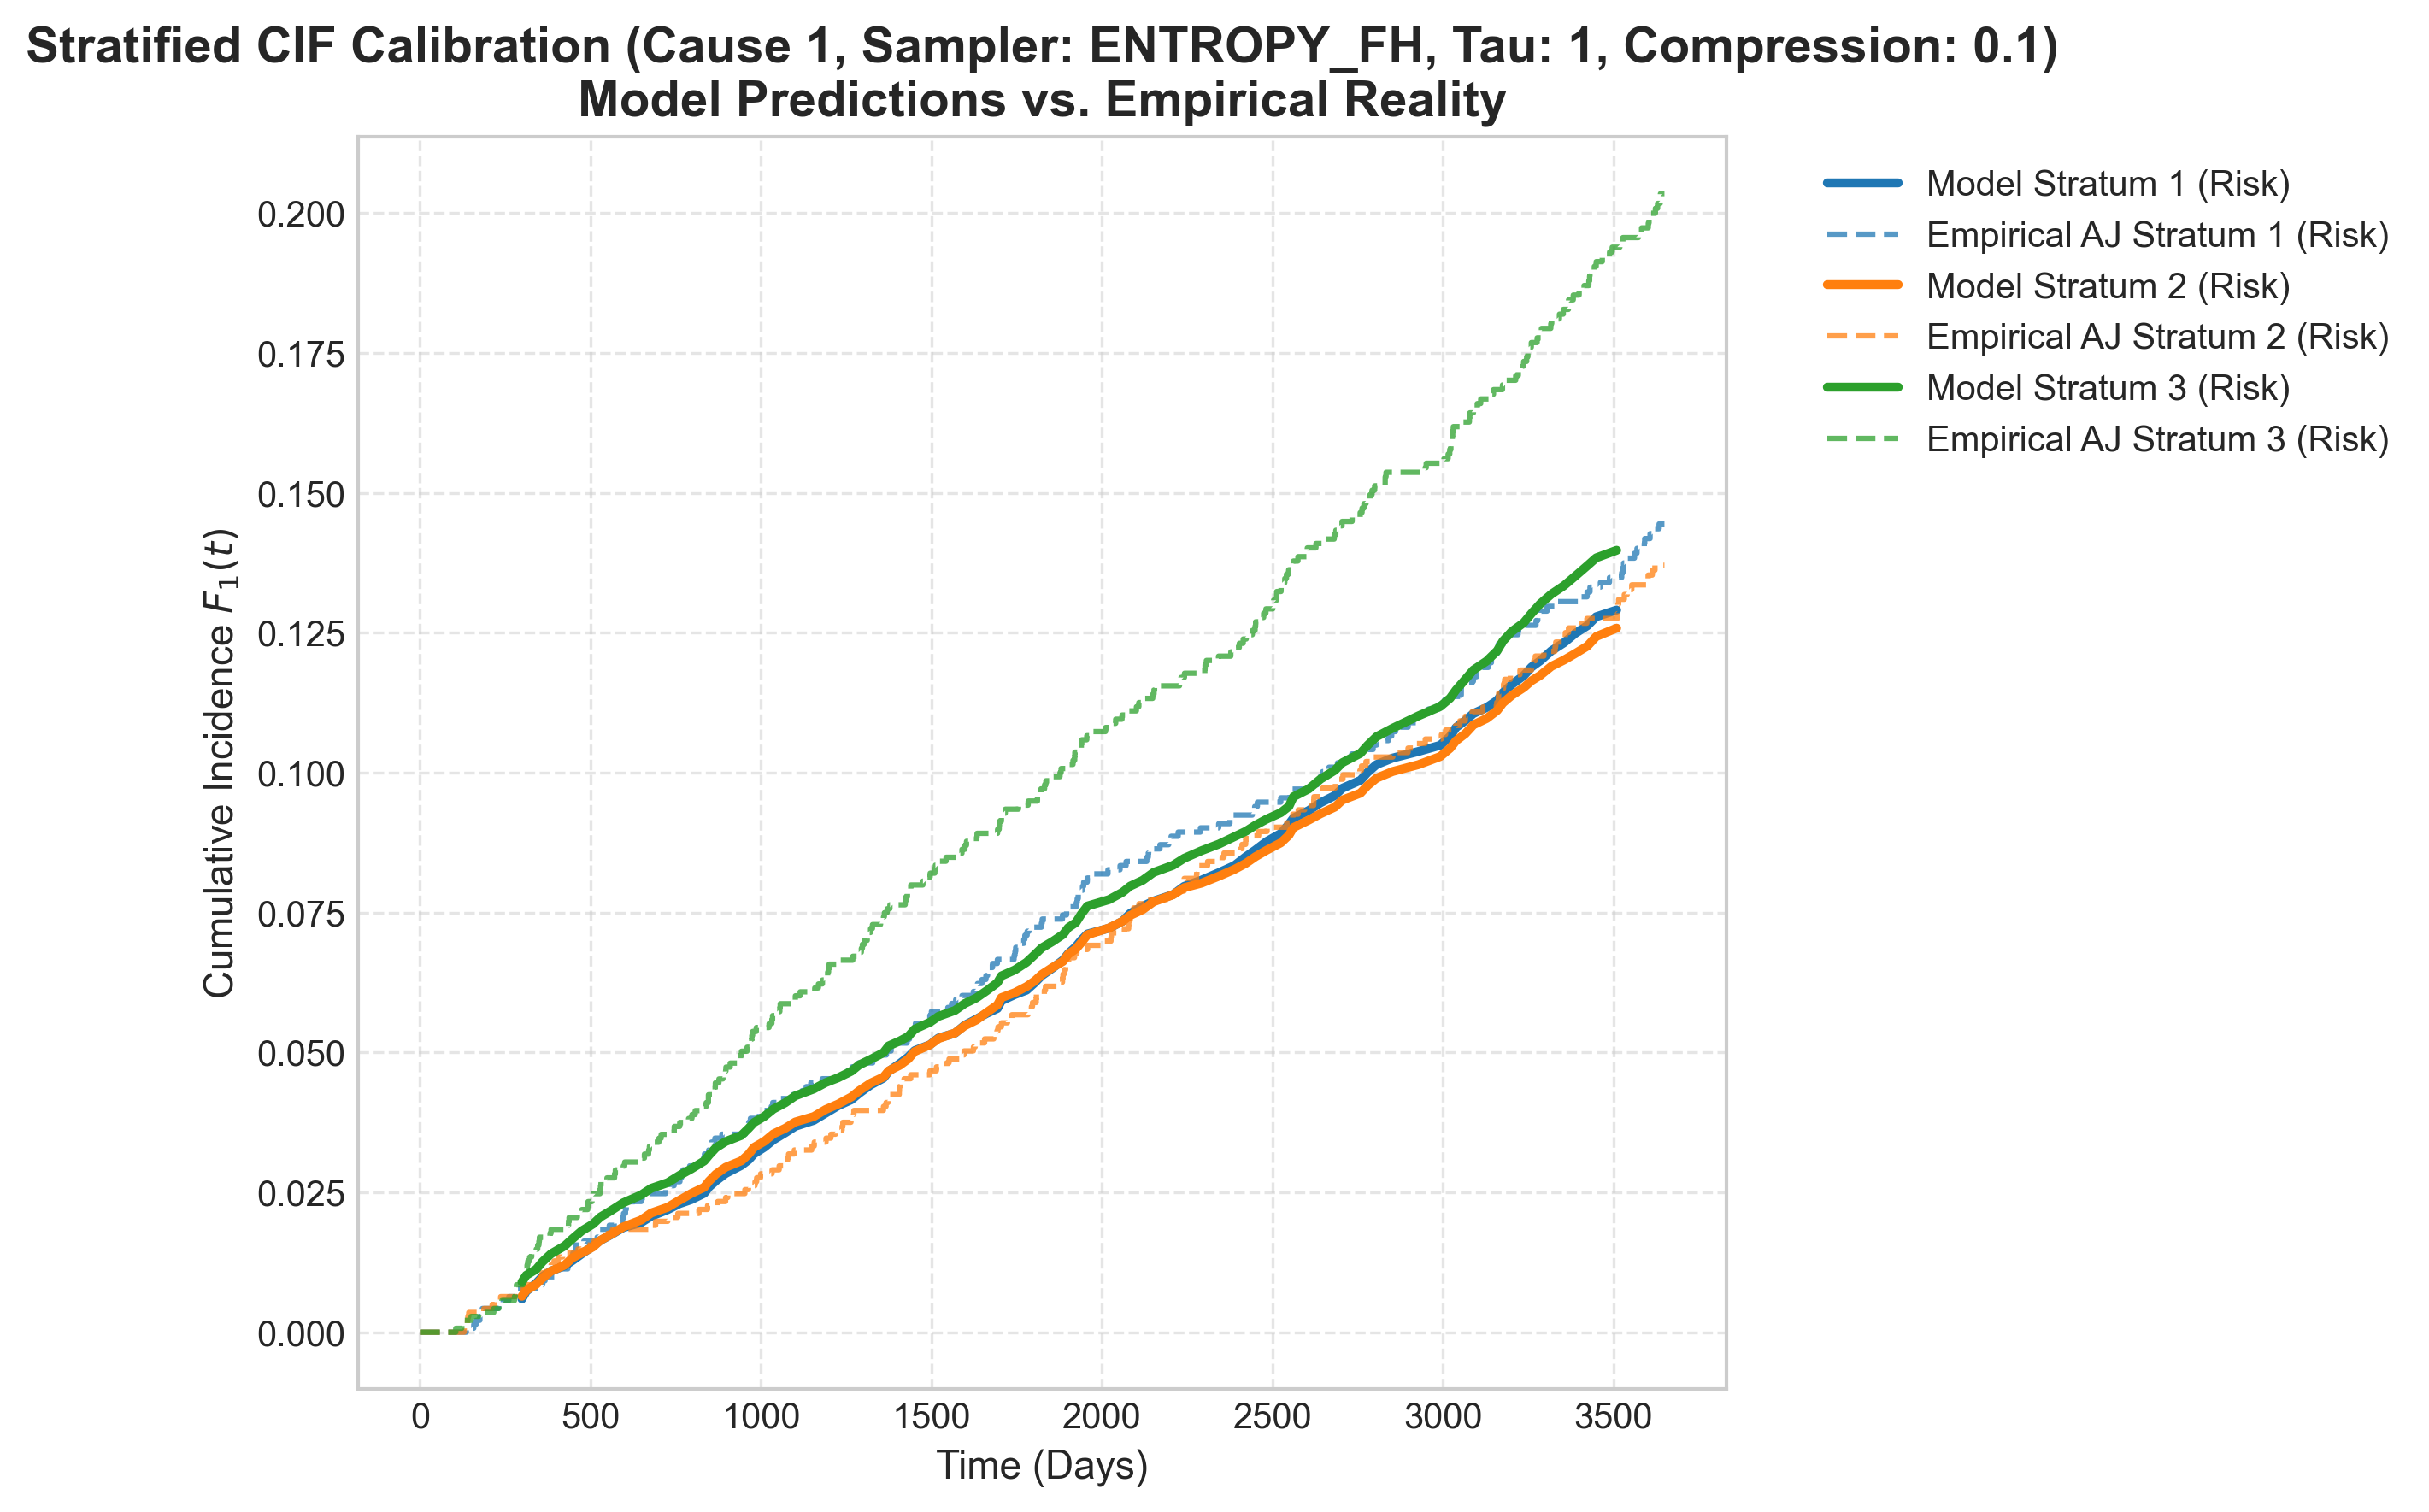 Stratified CIF Calibration (Cause 1, Sampler: ENTROPY_FH, Tau: 1, Compression: 0.1)
Model Predictions vs. Empirical Reality
Model Stratum 1 (Risk)
Empirical AJ Stratum 1 (Risk)
Model Stratum 2 (Risk)
Empirical AJ Stratum 2 (Risk)
Model Stratum 3 (Risk)
Empirical AJ Stratum 3 (Risk)
Cumulative Incidence F₁(t)
0.200
0.175
0.150
0.125
0.100
0.075
0.050
0.025
0.000
0 500 1000 1500 2000 2500 3000 3500
Time (Days)